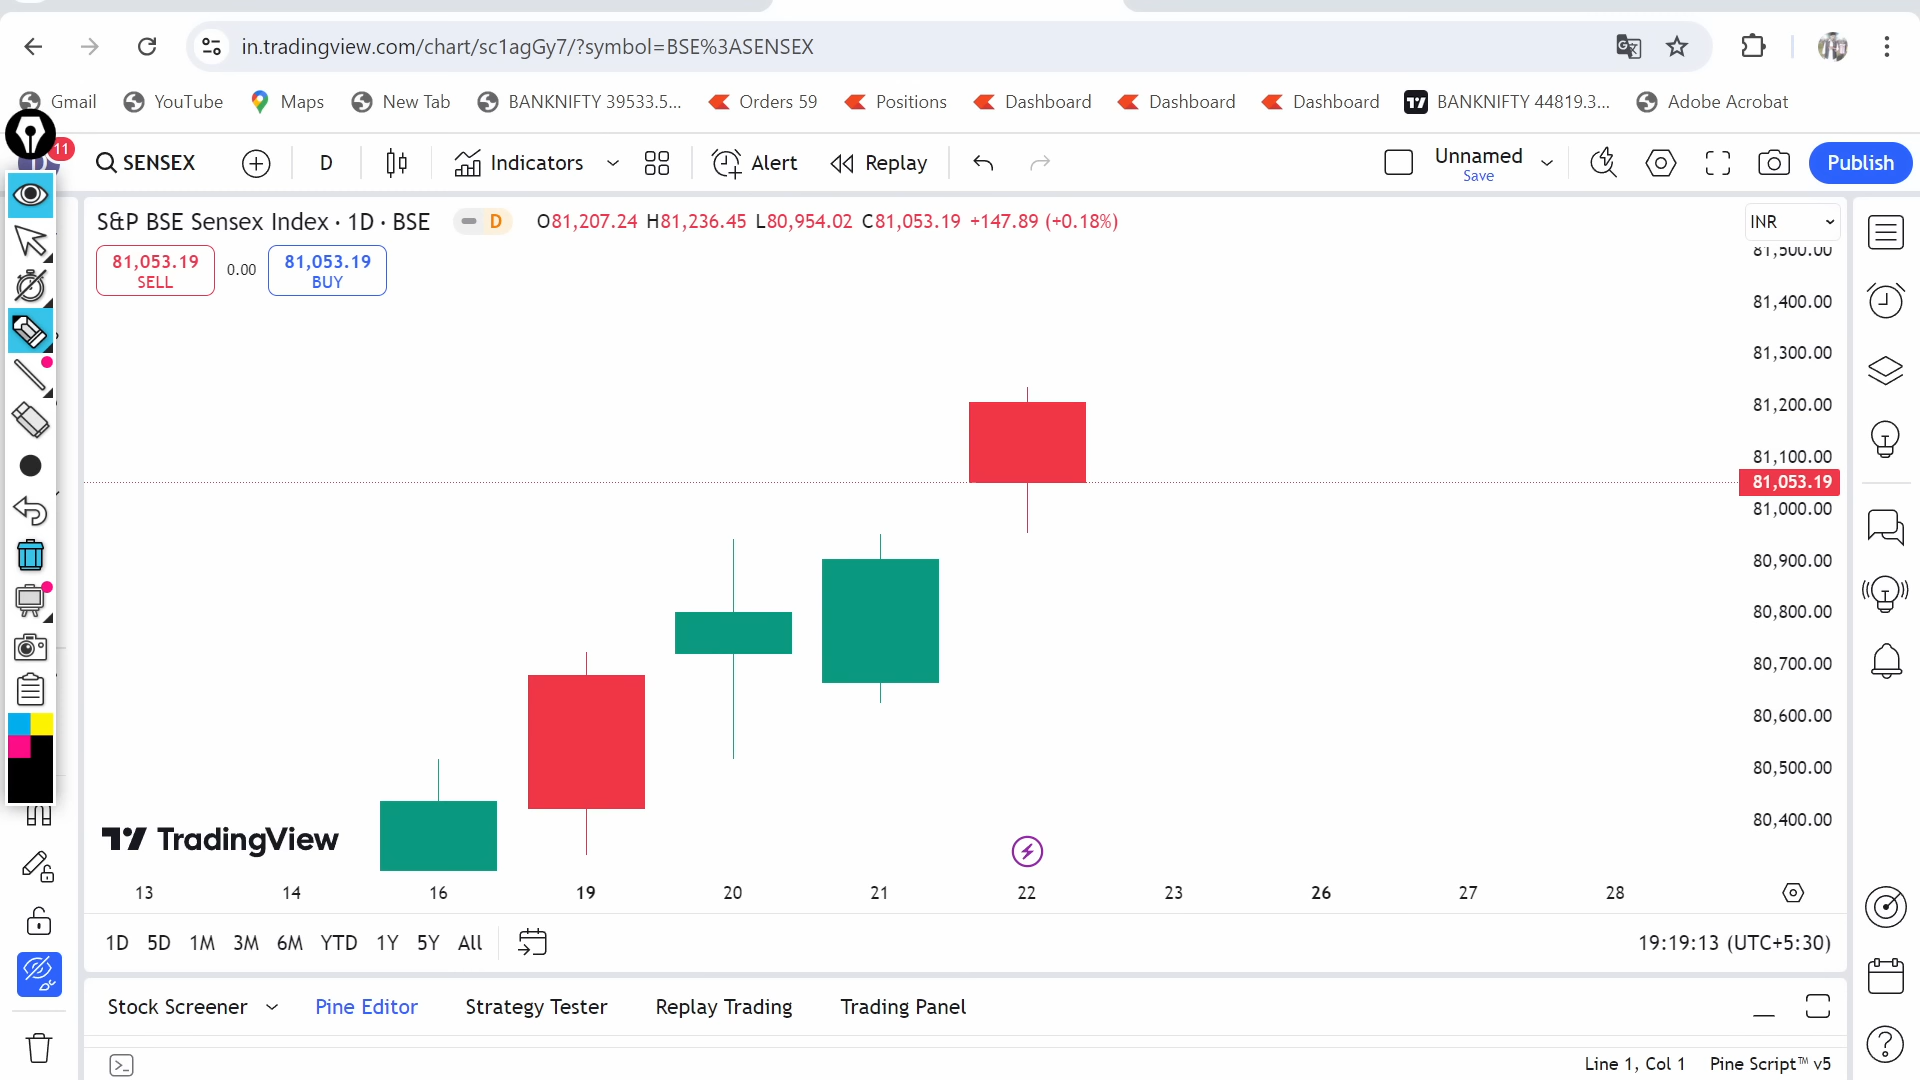 in.tradingview.com/chart/sc1agGy7/?symbol=BSE%3ASENSEX
Gmail YouTube Maps New Tab BANKNIFTY 39533.5... Orders 59 Positions Dashboard Dashboard Dashboard BANKNIFTY 44819.3... Adobe Acrobat
11 SENSEX D Indicators Alert Replay Unnamed Save Publish
S&P BSE Sensex Index · 1D · BSE D O81,207.24 H81,236.45 L80,954.02 C81,053.19 +147.89 (+0.18%) INR
81,500.00
81,053.19 SELL 0.00 81,053.19 BUY
81,400.00
81,300.00
81,200.00
81,100.00
81,053.19
81,000.00
80,900.00
80,800.00
80,700.00
80,600.00
80,500.00
80,400.00
TradingView
13 14 16 19 20 21 22 23 26 27 28
1D 5D 1M 3M 6M YTD 1Y 5Y All 19:19:13 (UTC+5:30)
Stock Screener Pine Editor Strategy Tester Replay Trading Trading Panel
Line 1, Col 1 Pine Script™ v5